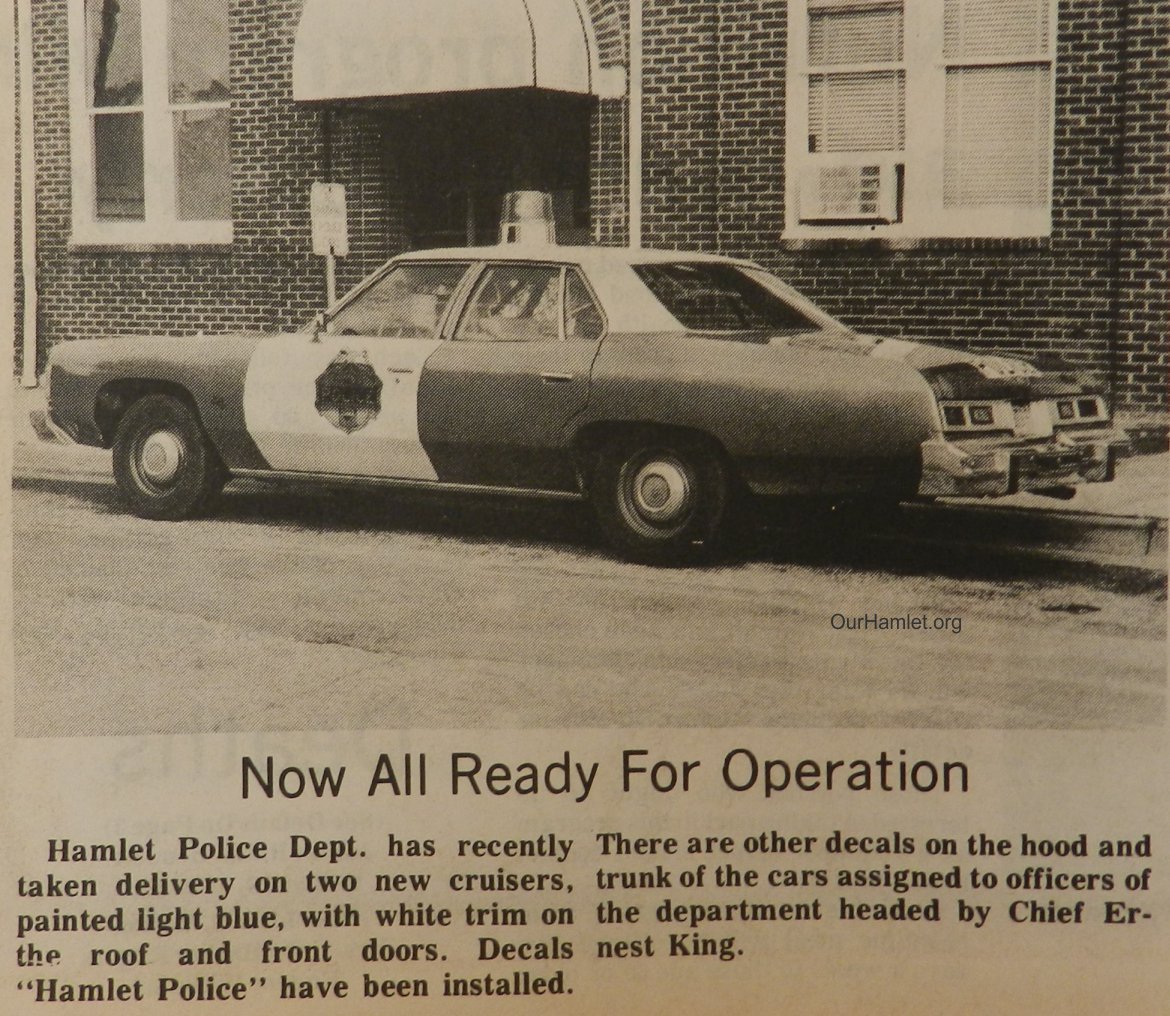 OurHamlet.org
Now All Ready For Operation
Hamlet Police Dept. has recently
taken delivery on two new cruisers,
painted light blue, with white trim on
the roof and front doors. Decals
“Hamlet Police” have been installed.
There are other decals on the hood and
trunk of the cars assigned to officers of
the department headed by Chief Er-
nest King.